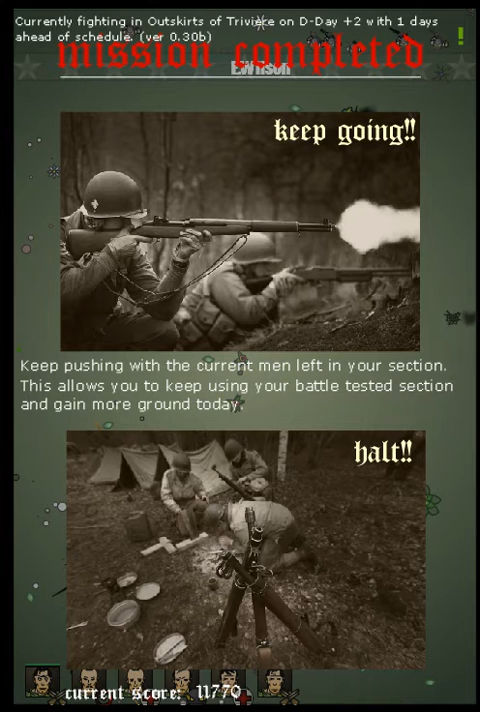 Currently fighting in Outskirts of Triviere on D-Day +2 with 1 days
ahead of schedule. (ver 0.30b)
mission completed
E.Wilson
keep going!!
Keep pushing with the current men left in your section.
This allows you to keep using your battle tested section
and gain more ground today.
halt!!
current score: 11770